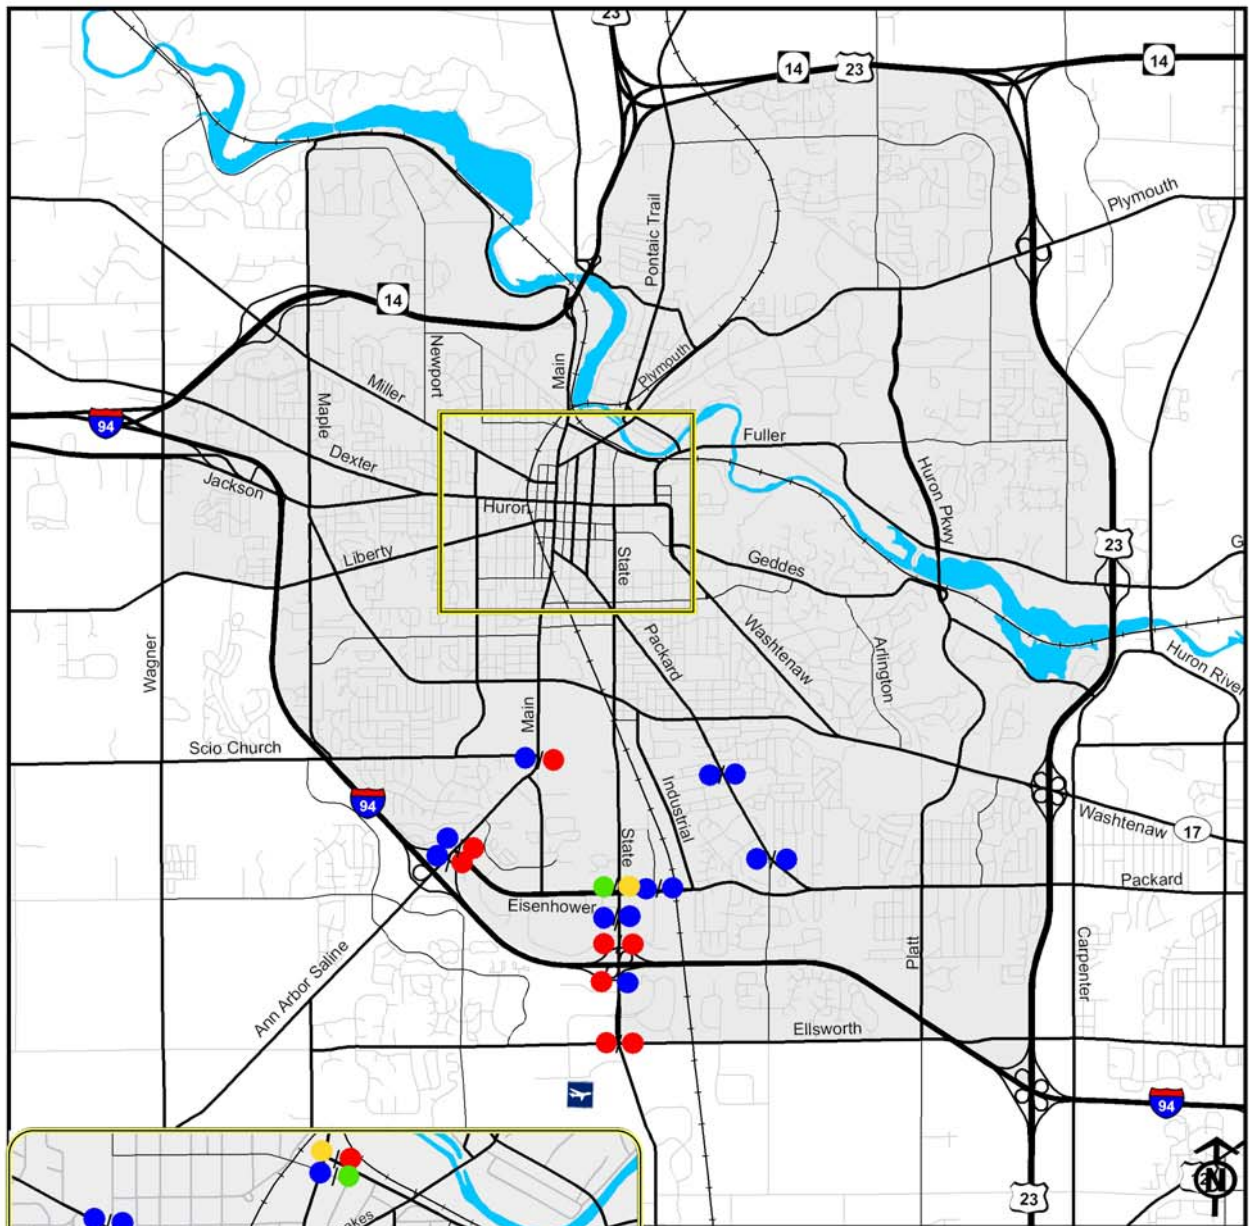 23
14
23
14
Plymouth
Pontaic Trail
14
Newport
Main
Plymouth
Miller
Maple
94
Dexter
Fuller
Jackson
Huron
Huron Pkwy
Liberty
State
Geddes
23
G
Wagner
Packard
Washtenaw
Arlington
Huron River
Main
Scio Church
94
Industrial
State
Washtenaw
17
Packard
Eisenhower
Platt
Carpenter
Ann Arbor Saline
Ellsworth
94
N
23